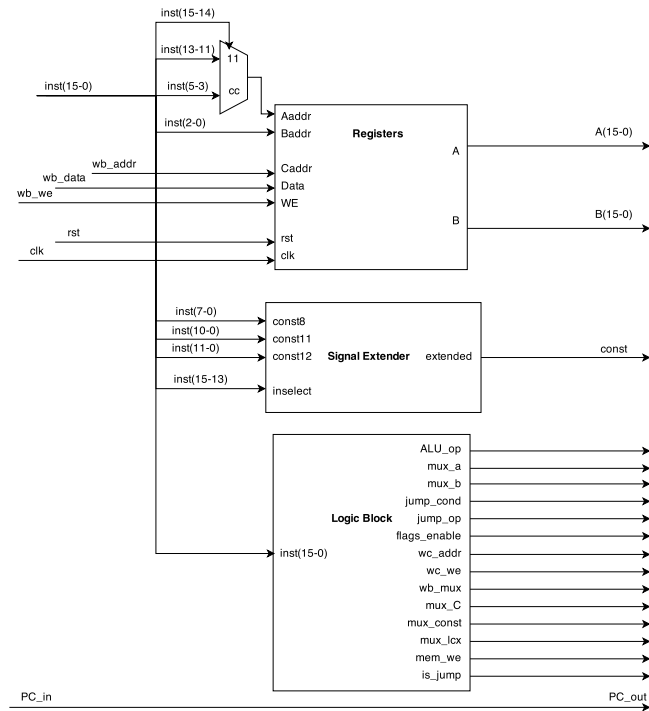 inst(15-14)
inst(13-11)
11
inst(15-0)
inst(5-3)
cc
inst(2-0)
Aaddr
Baddr
Registers
A
A(15-0)
wb_addr
Caddr
wb_data
Data
wb_we
WE
B
B(15-0)
rst
rst
clk
clk
inst(7-0)
const8
inst(10-0)
const11
inst(11-0)
const12
Signal Extender
extended
const
inst(15-13)
inselect
ALU_op
mux_a
mux_b
jump_cond
Logic Block
jump_op
flags_enable
inst(15-0)
wc_addr
wc_we
wb_mux
mux_C
mux_const
mux_lcx
mem_we
is_jump
PC_in
PC_out